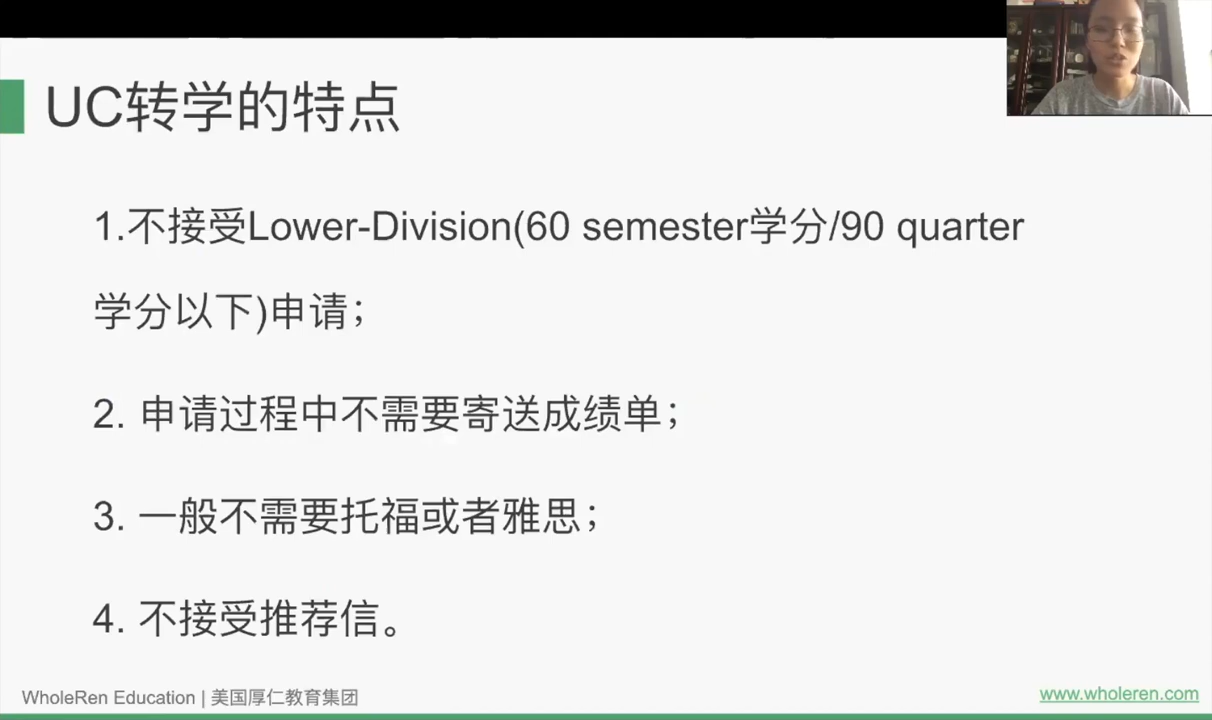 UC转学的特点
1.不接受Lower-Division(60 semester学分/90 quarter
学分以下)申请；
2. 申请过程中不需要寄送成绩单；
3. 一般不需要托福或者雅思；
4. 不接受推荐信。
WholeRen Education | 美国厚仁教育集团
www.wholeren.com